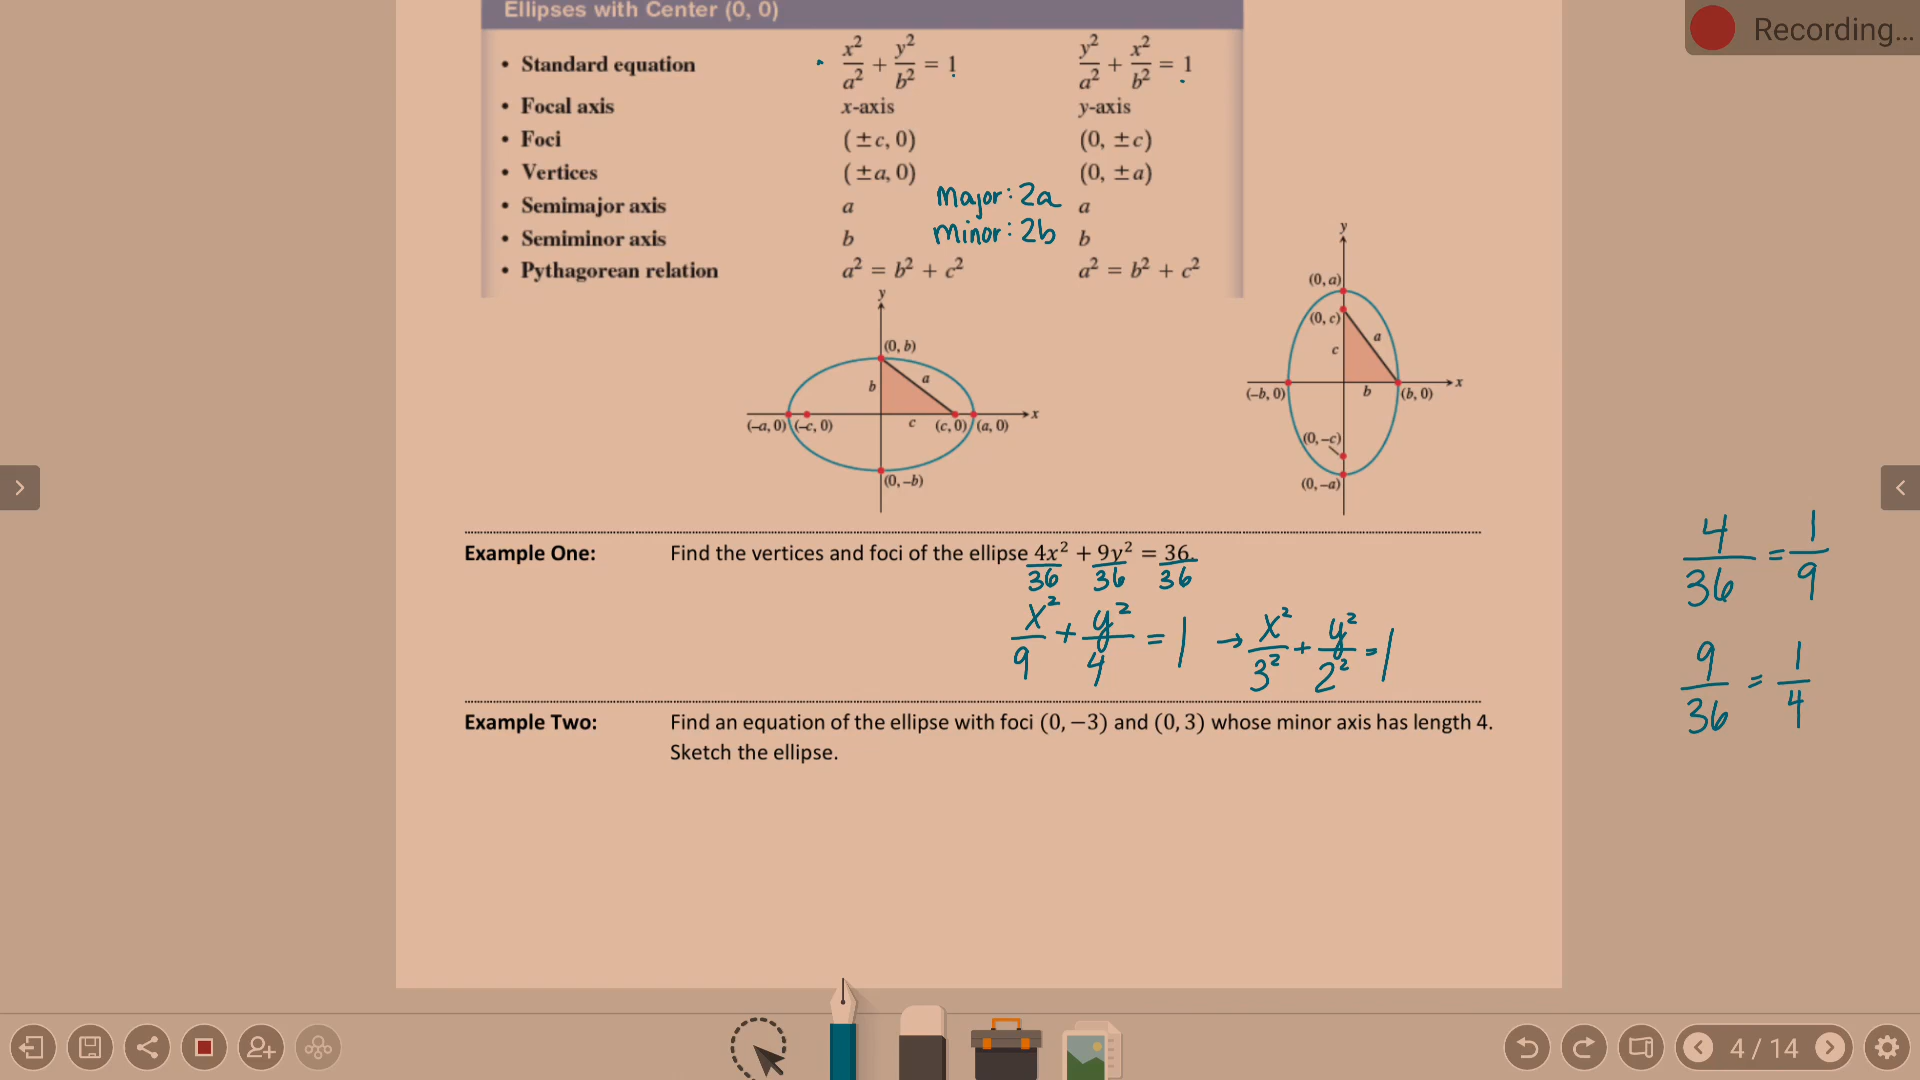 Recording...
Ellipses with Center (0, 0)
• Standard equation x²/a² + y²/b² = 1 y²/a² + x²/b² = 1
• Focal axis x-axis y-axis
• Foci (±c, 0) (0, ±c)
• Vertices (±a, 0) (0, ±a)
Major: 2a
• Semimajor axis a a
• Semiminor axis b minor: 2b b
• Pythagorean relation a² = b² + c² a² = b² + c²
y
(0, b)
b a
(-a, 0) (-c, 0) c (c, 0) (a, 0) x
(0, -b)
y
(0, a)
(0, c)
a
c
x
(-b, 0) b (b, 0)
(0, -c)
(0, -a)
Example One: Find the vertices and foci of the ellipse 4x² + 9y² = 36.
36 36 36
x²/9 + y²/4 = 1 → x²/3² + y²/2² = 1
4/36 = 1/9
9/36 = 1/4
Example Two: Find an equation of the ellipse with foci (0, −3) and (0, 3) whose minor axis has length 4.
Sketch the ellipse.
4 / 14